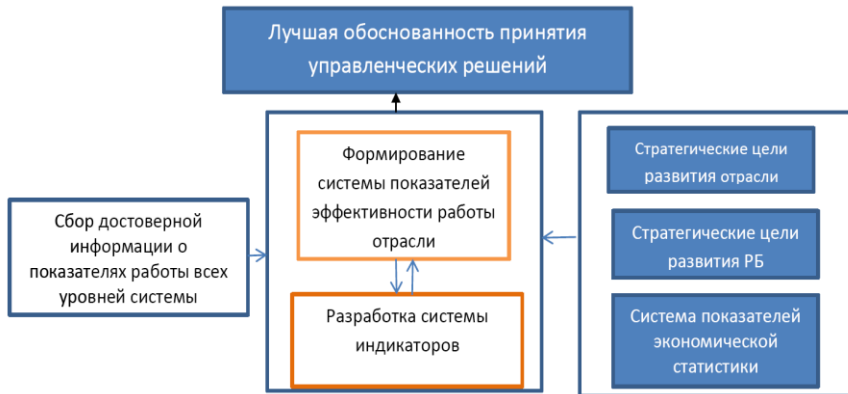 Лучшая обоснованность принятия
управленческих решений
Сбор достоверной
информации о
показателях работы всех
уровней системы
Формирование
системы показателей
эффективности работы
отрасли
Разработка системы
индикаторов
Стратегические цели
развития отрасли
Стратегические цели
развития РБ
Система показателей
экономической
статистики